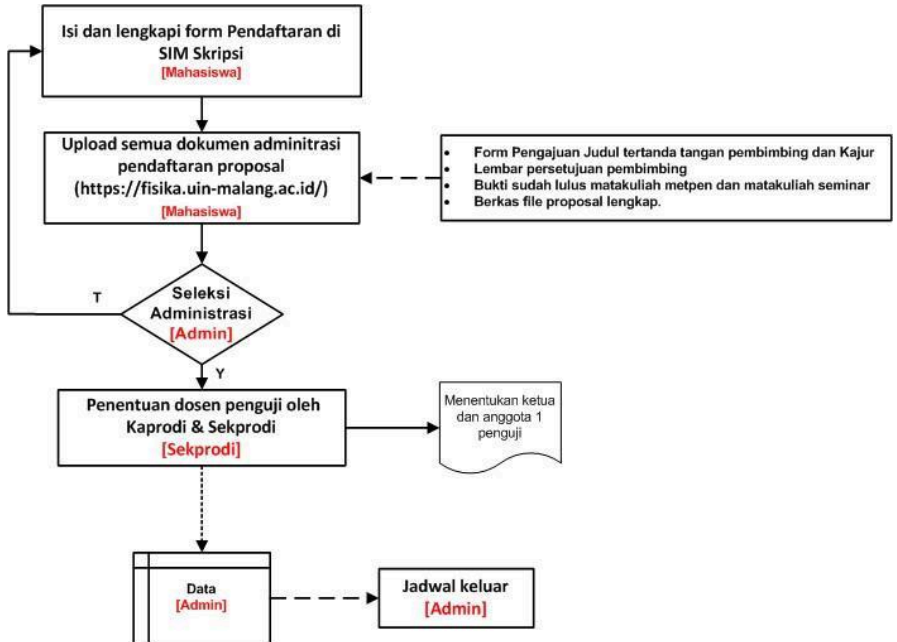 Isi dan lengkapi form Pendaftaran di
SIM Skripsi
[Mahasiswa]
Upload semua dokumen adminitrasi
pendaftaran proposal
(https://fisika.uin-malang.ac.id/)
[Mahasiswa]
• Form Pengajuan Judul tertanda tangan pembimbing dan Kajur
• Lembar persetujuan pembimbing
• Bukti sudah lulus matakuliah metpen dan matakuliah seminar
• Berkas file proposal lengkap.
T
Seleksi
Administrasi
[Admin]
Y
Penentuan dosen penguji oleh
Kaprodi & Sekprodi
[Sekprodi]
Menentukan ketua
dan anggota 1
penguji
Data
[Admin]
Jadwal keluar
[Admin]